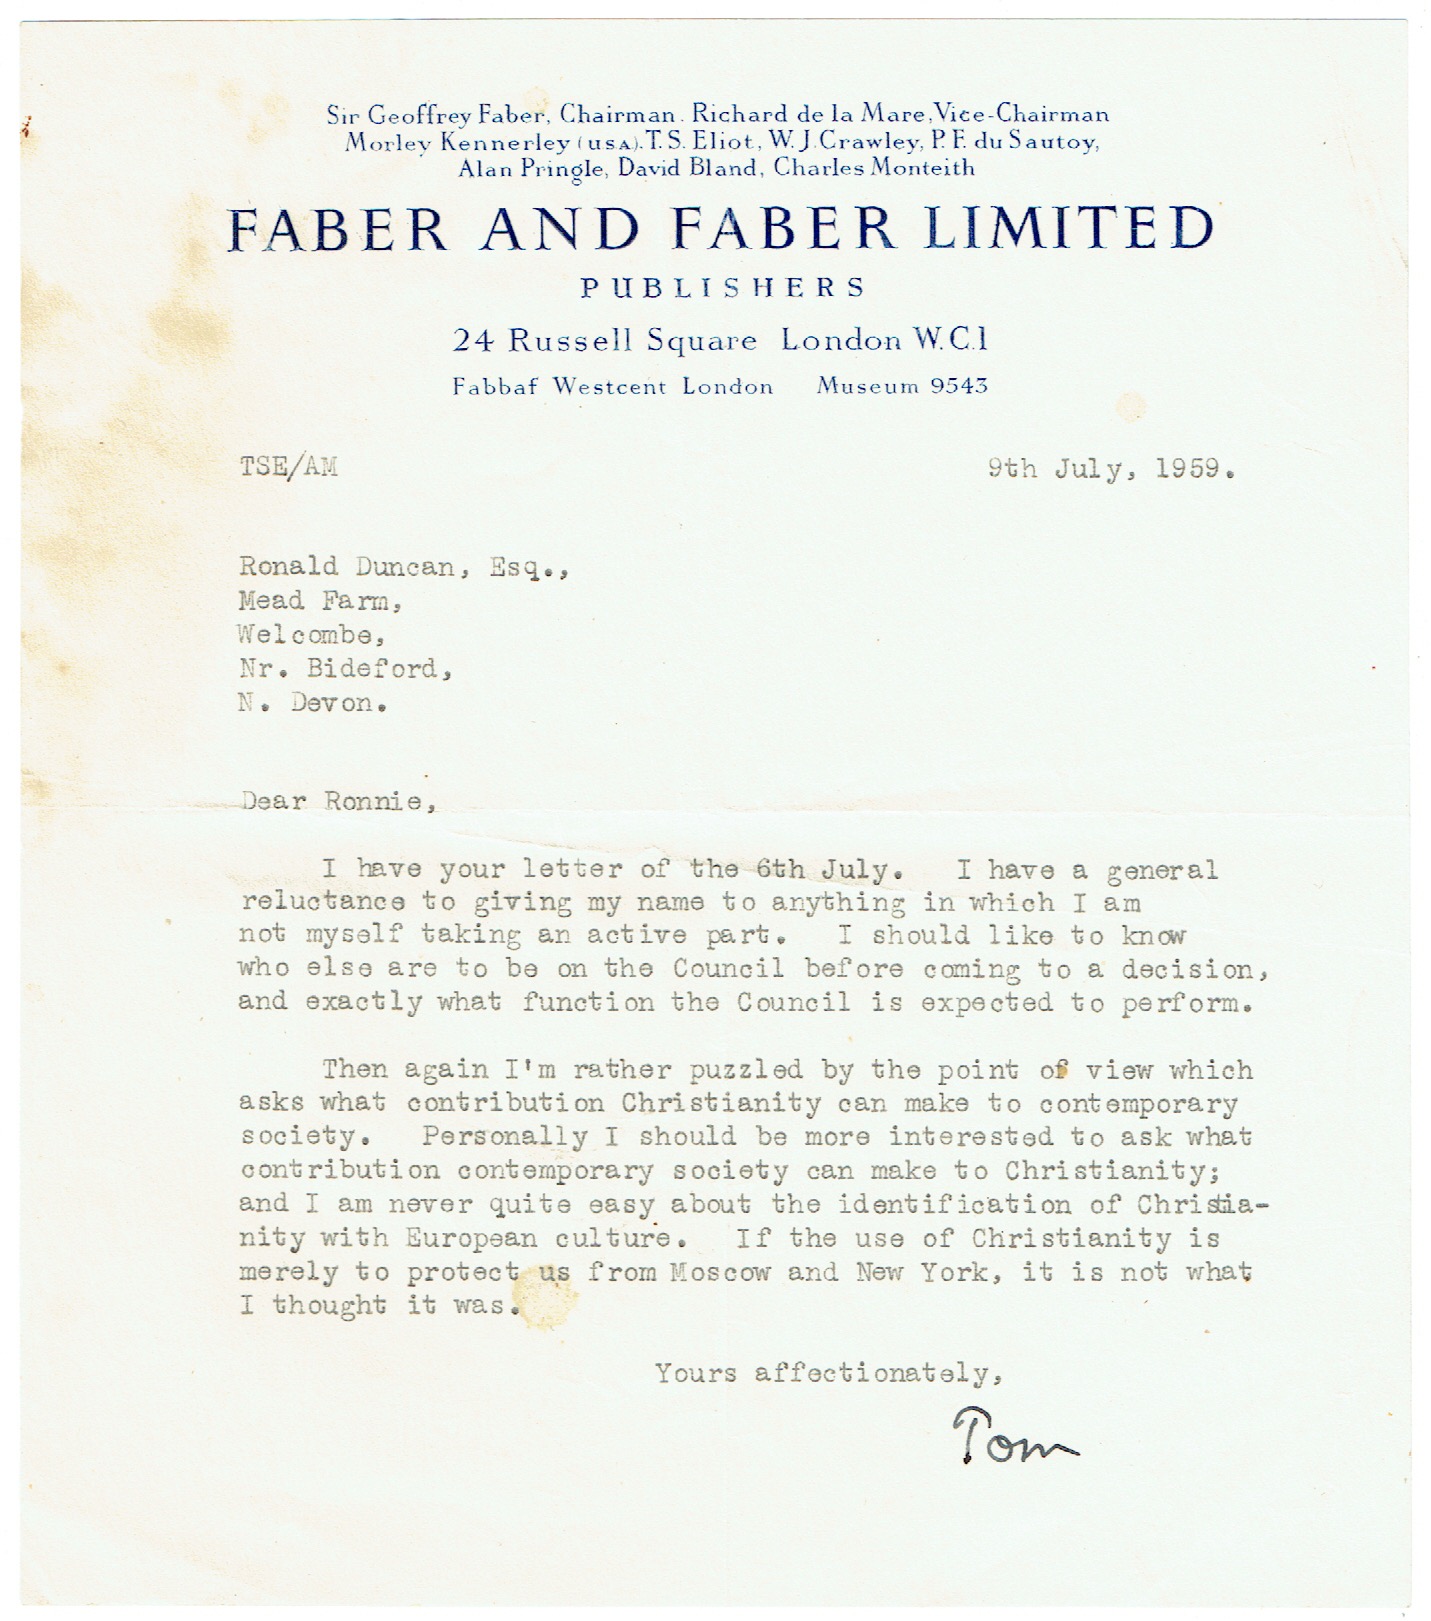 Sir Geoffrey Faber, Chairman. Richard de la Mare, Vice-Chairman
Morley Kennerley (USA). T. S. Eliot, W. J. Crawley, P. F. du Sautoy,
Alan Pringle, David Bland, Charles Monteith
FABER AND FABER LIMITED
PUBLISHERS
24 Russell Square London W.C.1
Fabbaf Westcent London Museum 9543
TSE/AM 9th July, 1959.
Ronald Duncan, Esq.,
Mead Farm,
Welcombe,
Nr. Bideford,
N. Devon.
Dear Ronnie,
I have your letter of the 6th July. I have a general
reluctance to giving my name to anything in which I am
not myself taking an active part. I should like to know
who else are to be on the Council before coming to a decision,
and exactly what function the Council is expected to perform.
Then again I'm rather puzzled by the point of view which
asks what contribution Christianity can make to contemporary
society. Personally I should be more interested to ask what
contribution contemporary society can make to Christianity;
and I am never quite easy about the identification of Christia-
nity with European culture. If the use of Christianity is
merely to protect us from Moscow and New York, it is not what
I thought it was.
Yours affectionately,
Tom